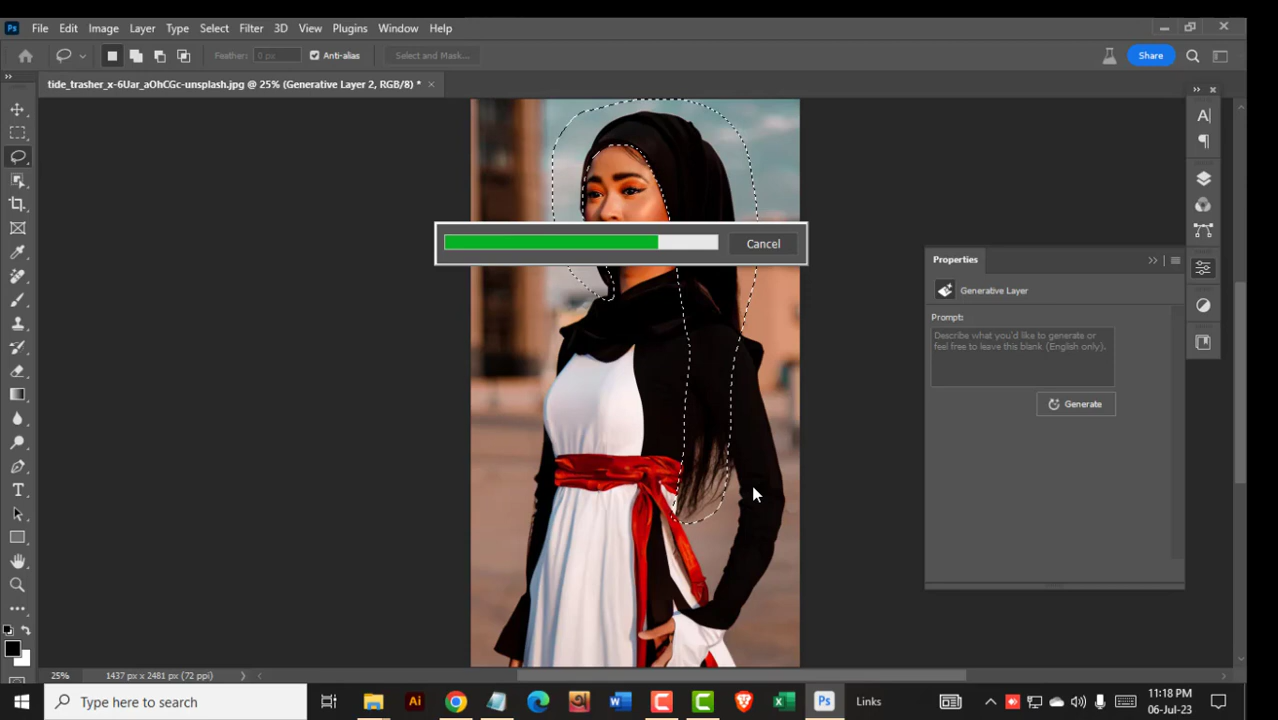 Ps File Edit Image Layer Type Select Filter 3D View Plugins Window Help
Feather: 0 px Anti-alias Select and Mask... Share
tide_trasher_x-6Uar_aOhCGc-unsplash.jpg @ 25% (Generative Layer 2, RGB/8) *
Cancel
Properties
Generative Layer
Prompt:
Describe what you'd like to generate or
feel free to leave this blank (English only).
Generate
T
25% 1437 px x 2481 px (72 ppi)
Type here to search Ai W X Ps Links 11:18 PM
06-Jul-23